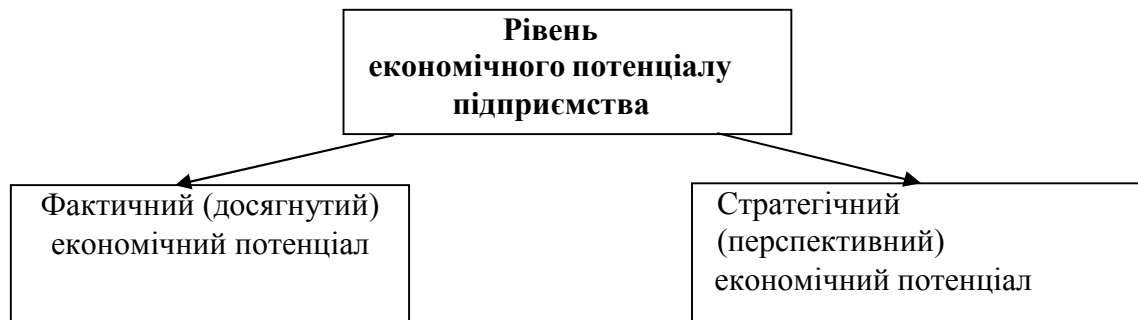 Рівень
економічного потенціалу
підприємства
Фактичний (досягнутий)
економічний потенціал
Стратегічний
(перспективний)
економічний потенціал